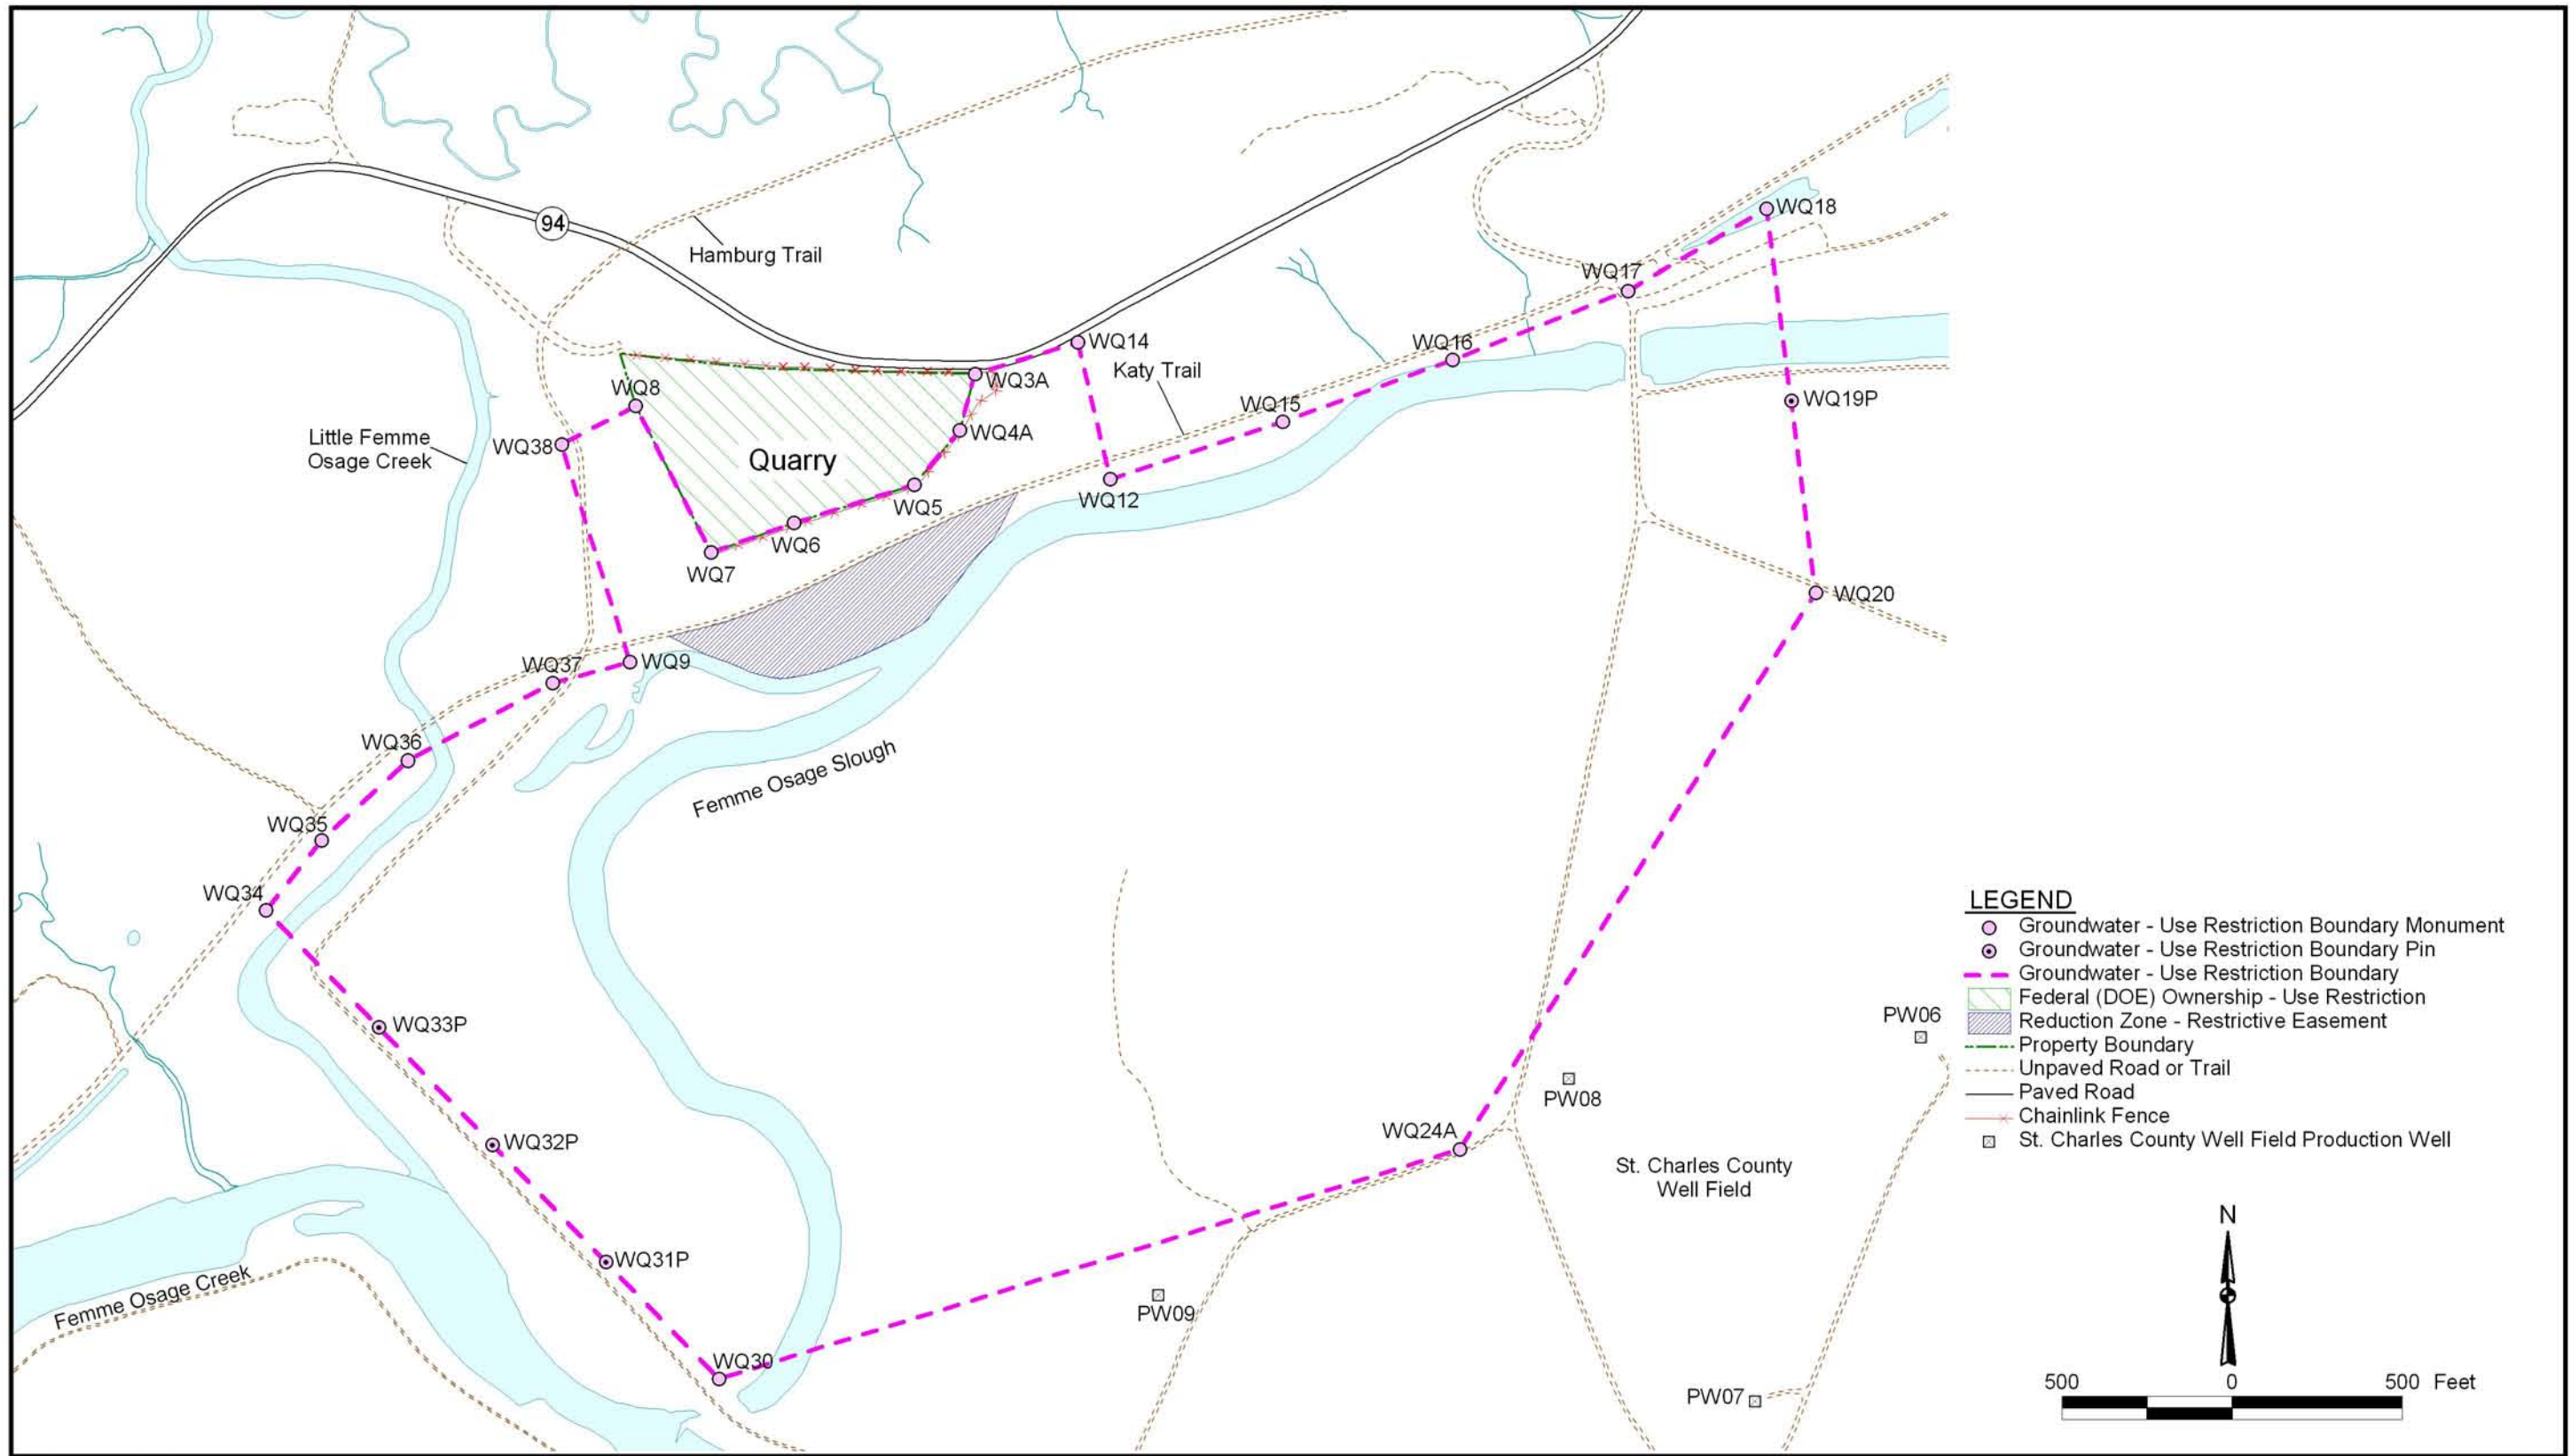 WQ18
94
Hamburg Trail
WQ17
WQ14
WQ16
Katy Trail
WQ3A
WQ8
WQ19P
WQ15
WQ4A
Little Femme
Osage Creek
WQ38
Quarry
WQ12
WQ5
WQ6
WQ7
WQ20
WQ37
WQ9
WQ36
Femme Osage Slough
WQ35
WQ34
WQ33P
PW06
PW08
WQ24A
WQ32P
St. Charles County
Well Field
WQ31P
Femme Osage Creek
PW09
WQ30
PW07
LEGEND
Groundwater - Use Restriction Boundary Monument
Groundwater - Use Restriction Boundary Pin
Groundwater - Use Restriction Boundary
Federal (DOE) Ownership - Use Restriction
Reduction Zone - Restrictive Easement
Property Boundary
Unpaved Road or Trail
Paved Road
Chainlink Fence
St. Charles County Well Field Production Well
N
500 0 500 Feet